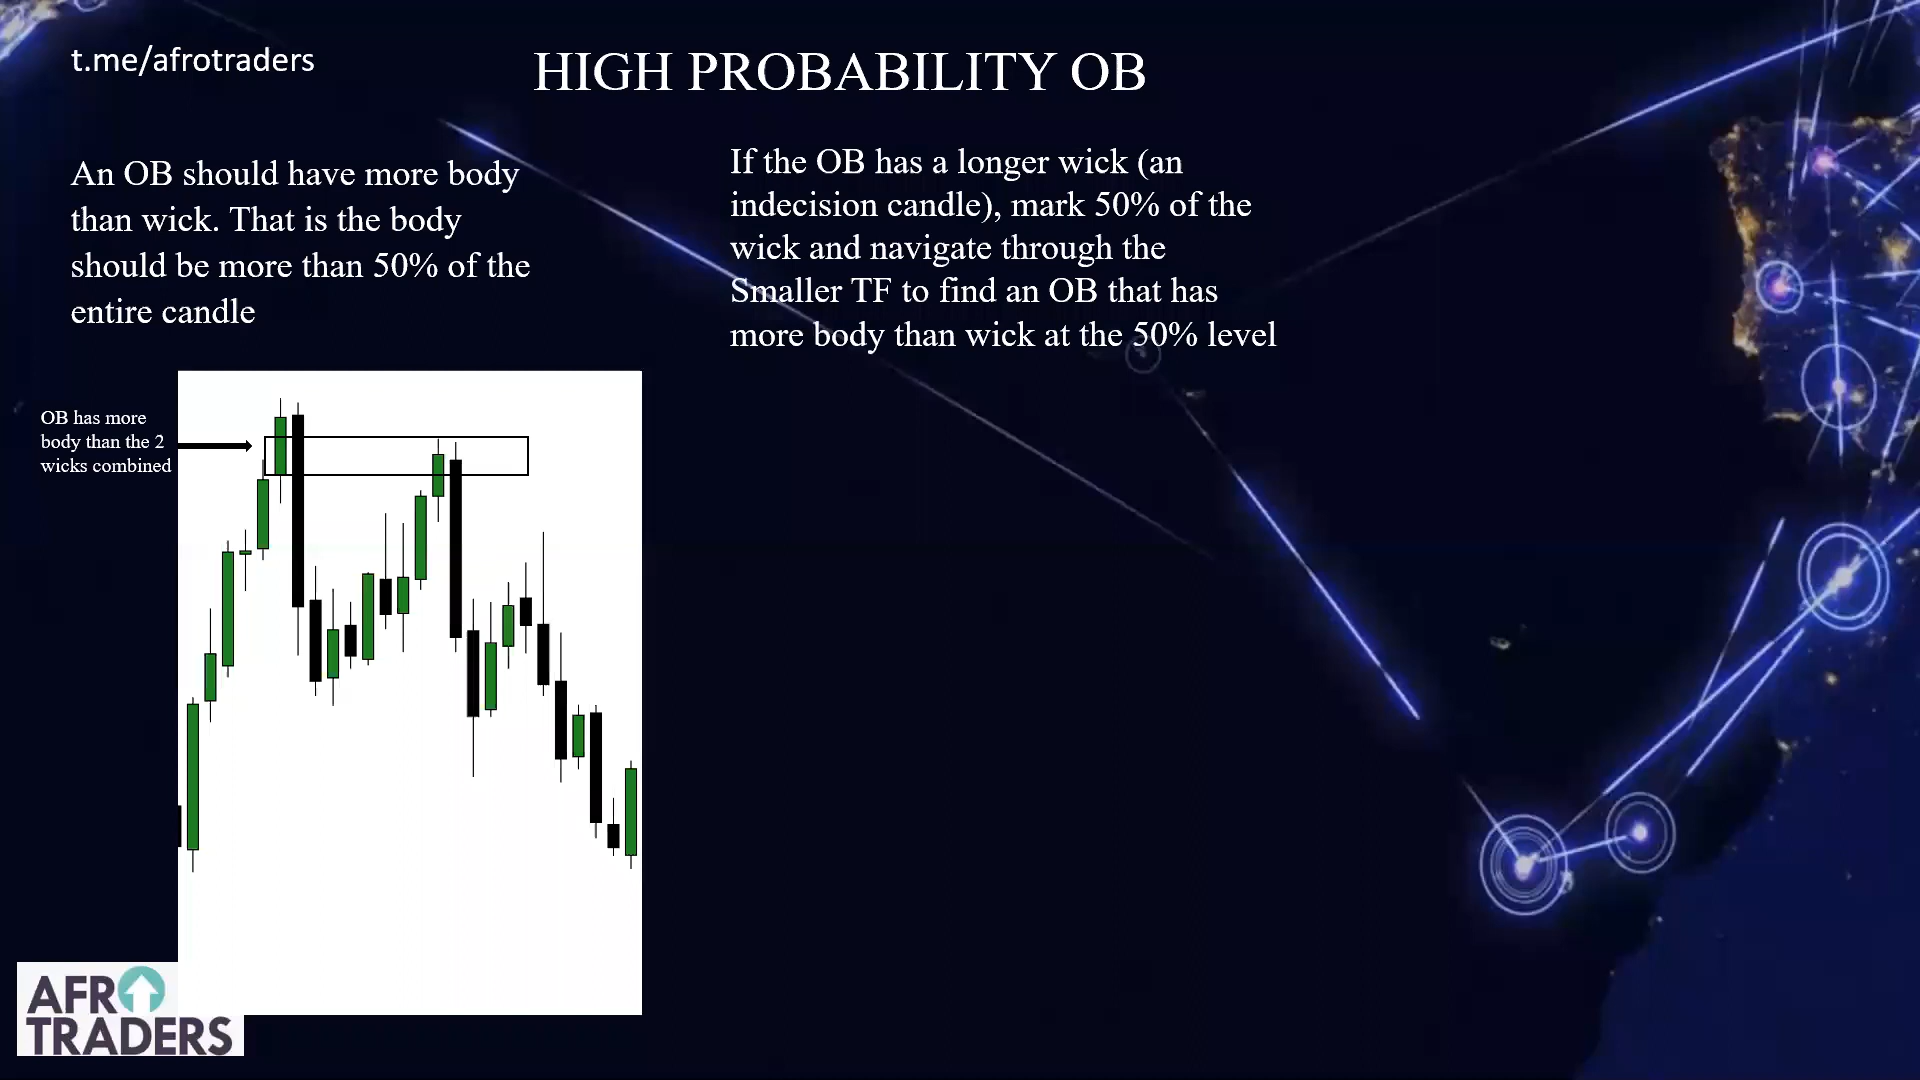 t.me/afrotraders
HIGH PROBABILITY OB
An OB should have more body
than wick. That is the body
should be more than 50% of the
entire candle
If the OB has a longer wick (an
indecision candle), mark 50% of the
wick and navigate through the
Smaller TF to find an OB that has
more body than wick at the 50% level
OB has more
body than the 2
wicks combined
AFRO
TRADERS